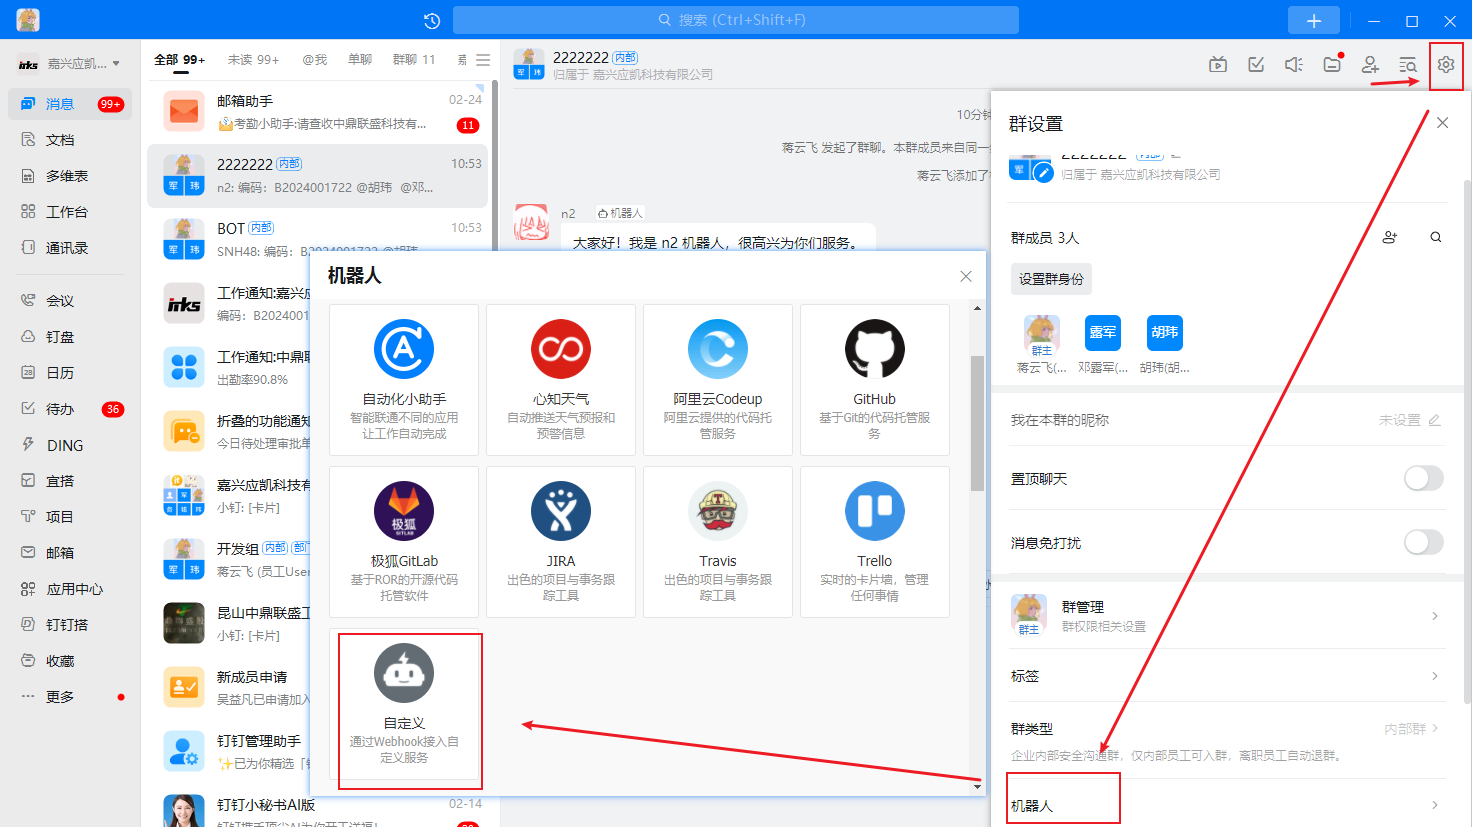 搜索 (Ctrl+Shift+F)
inks 嘉兴应凯...
消息 99+
文档
多维表
工作台
通讯录
会议
钉盘
日历
待办 36
DING
宜搭
项目
邮箱
应用中心
钉钉搭
收藏
更多
全部 99+ 未读 99+ @我 单聊 群聊 11
邮箱助手 02-24
考勤小助手:请查收中鼎联盛科技有... 11
2222222 内部 10:53
n2: 编码：B2024001722 @胡玮 @邓...
军 玮
BOT 内部 10:53
SNH48: 编码：B2024001722 @胡玮
军 玮
工作通知:嘉兴应
编码：B2024001
inks
工作通知:中鼎联
出勤率90.8%
折叠的功能通知
今日待处理审批单
嘉兴应凯科技有
小钉: [卡片]
开发组 内部 部门
蒋云飞 (员工User
军 玮
昆山中鼎联盛工
小钉: [卡片]
新成员申请
吴益凡已申请加入
钉钉管理助手
已为你精选「钅
钉钉小秘书AI版 02-14
2222222 内部
归属于 嘉兴应凯科技有限公司
军 玮
10分钟
蒋云飞 发起了群聊。本群成员来自同一
蒋云飞添加了
n2 机器人
大家好！我是 n2 机器人，很高兴为你们服务。
机器人
自动化小助手
智能联通不同的应用
让工作自动完成
心知天气
自动推送天气预报和
预警信息
阿里云Codeup
阿里云提供的代码托
管服务
GitHub
基于Git的代码托管服
务
极狐
GITLAB
极狐GitLab
基于ROR的开源代码
托管软件
JIRA
出色的项目与事务跟
踪工具
Travis
出色的项目与事务跟
踪工具
Trello
实时的卡片墙，管理
任何事情
自定义
通过Webhook接入自
定义服务
群设置
2222222 内部
军
归属于 嘉兴应凯科技有限公司
群成员 3人
设置群身份
群主 露军 胡玮
蒋云飞(... 邓露军(... 胡玮(胡...
我在本群的昵称 未设置
置顶聊天
消息免打扰
群主
群管理
群权限相关设置
标签
群类型 内部群
企业内部安全沟通群，仅内部员工可入群，离职员工自动退群。
机器人